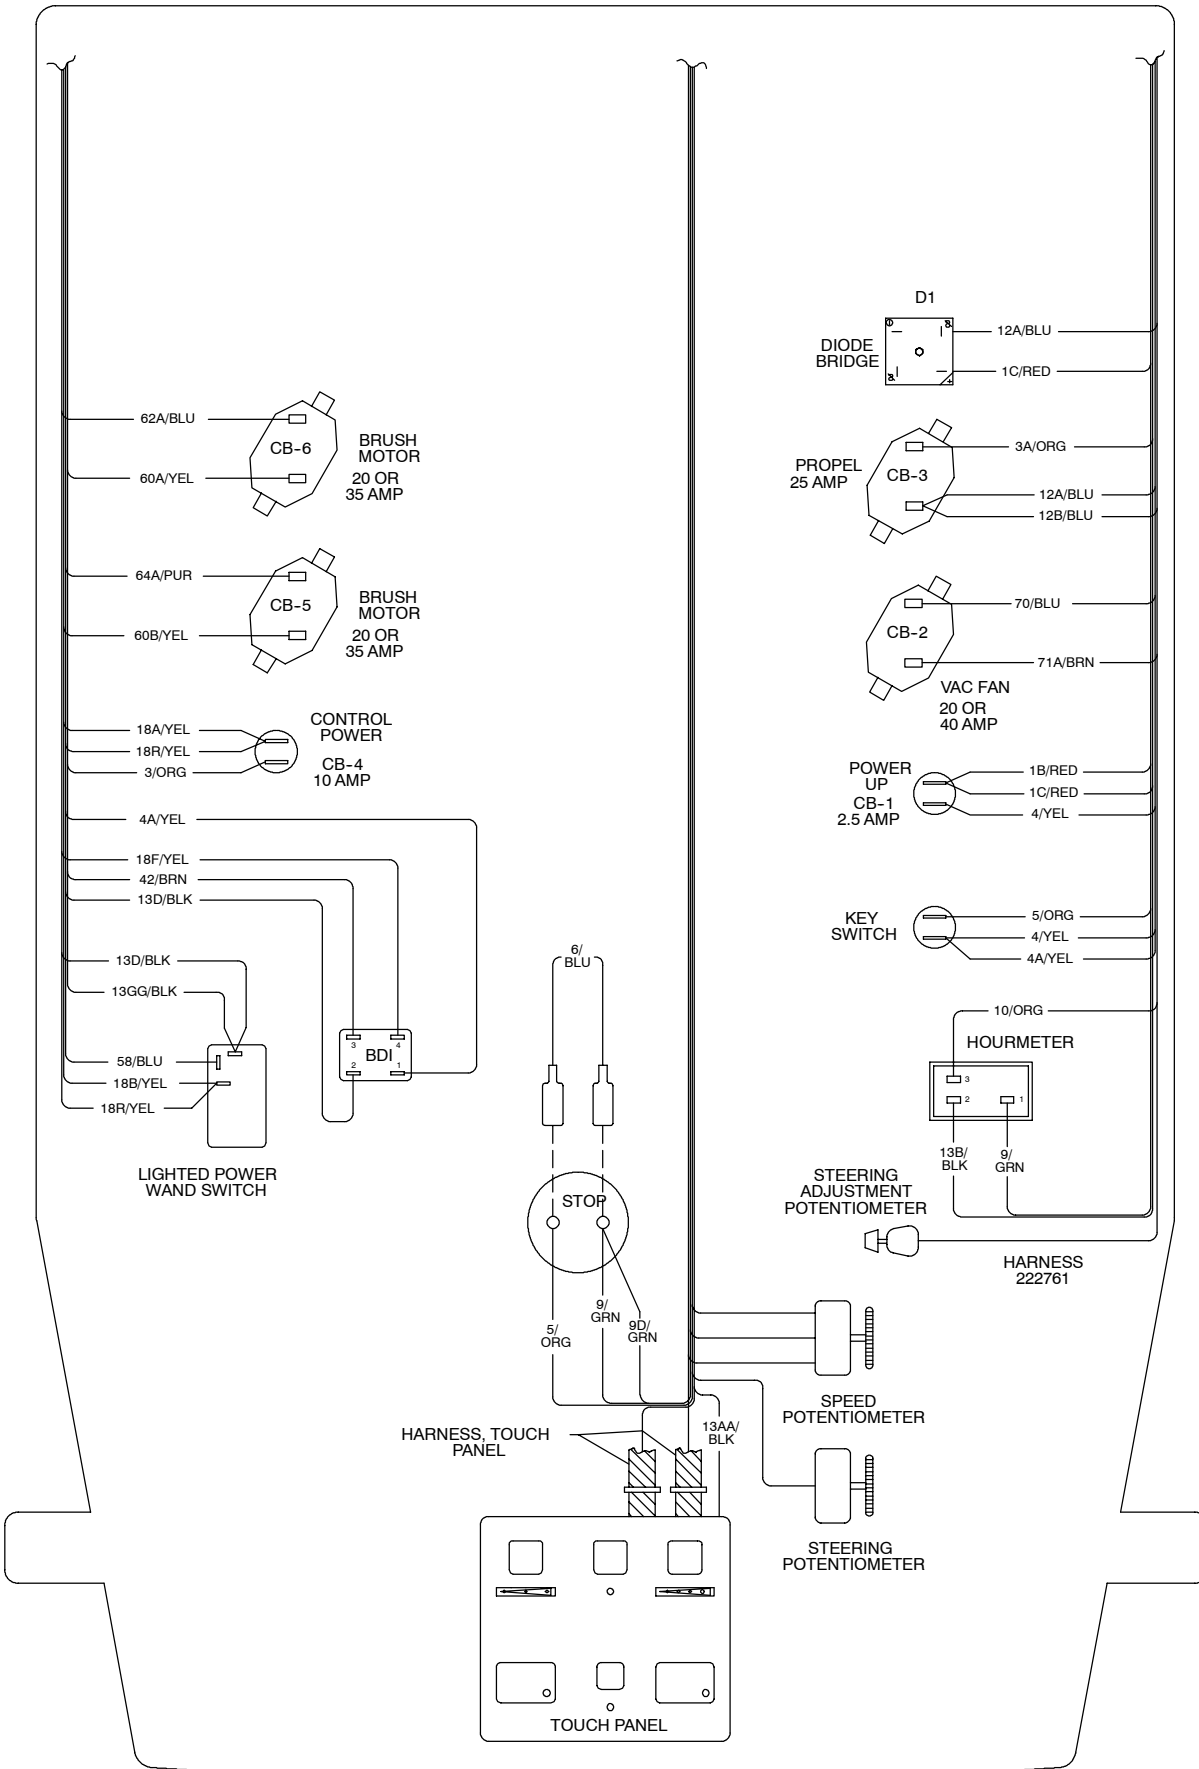 D1
DIODE
BRIDGE
12A/BLU
1C/RED
+
62A/BLU
60A/YEL
CB-6
BRUSH
MOTOR
20 OR
35 AMP
PROPEL
25 AMP
CB-3
3A/ORG
12A/BLU
12B/BLU
64A/PUR
60B/YEL
CB-5
BRUSH
MOTOR
20 OR
35 AMP
CB-2
70/BLU
71A/BRN
VAC FAN
20 OR
40 AMP
18A/YEL
18R/YEL
3/ORG
CONTROL
POWER
CB-4
10 AMP
POWER
UP
CB-1
2.5 AMP
1B/RED
1C/RED
4/YEL
4A/YEL
18F/YEL
42/BRN
13D/BLK
KEY
SWITCH
5/ORG
4/YEL
4A/YEL
13D/BLK
13GG/BLK
58/BLU
18B/YEL
18R/YEL
LIGHTED POWER
WAND SWITCH
3
4
BDI
2
1
6/
BLU
STOP
10/ORG
HOURMETER
3
2
1
13B/
BLK
9/
GRN
STEERING
ADJUSTMENT
POTENTIOMETER
HARNESS
222761
5/
ORG
9/
GRN
9D/
GRN
SPEED
POTENTIOMETER
HARNESS, TOUCH
PANEL
13AA/
BLK
STEERING
POTENTIOMETER
TOUCH PANEL